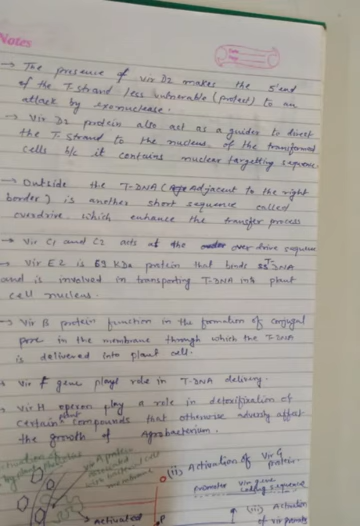 Notes
→ The presence of Vir D2 makes the 5' end
of the T-strand less vulnerable (protect) to an
attack by exonuclease.
→ Vir D2 protein also act as a guides to direct
the T. strand to the nucleus of the transformed
cells b/c it contains nuclear targetting sequence
→ Outside the T-DNA (Adjacent to the right
border) is another short sequence called
overdrive which enhance the transfer process
→ Vir C1 and C2 acts at the over drive sequence
→ Vir E2 is 69 KDa protein that binds SST-DNA
and is involved in transporting T-DNA into plant
cell nucleus.
→ Vir B protein function in the formation of conjugal
pore in the membrane through which the T-DNA
is delivered into plant cell.
→ Vir F gene plays role in T-DNA delivery.
→ Vir H operon play a role in detoxification of
certain plant compounds that otherwise adversly affect
the growth of Agrobacterium.
(ii) Activation of Vir G
protein
vir A protein
promoter Vir gene
(iii) Activation
of vir
activated
P